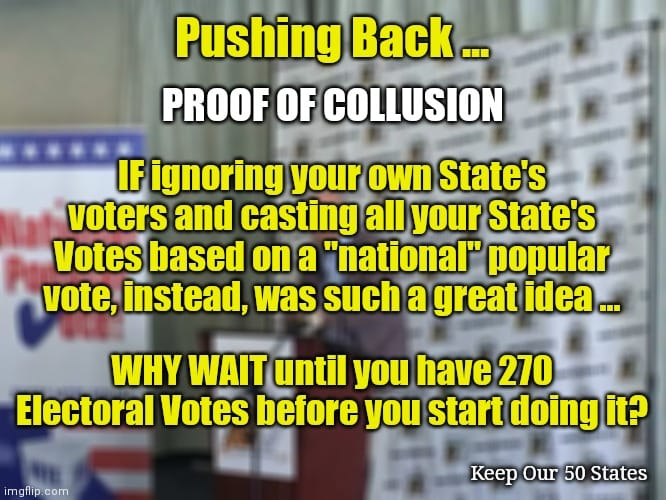 Pushing Back ...
PROOF OF COLLUSION
IF ignoring your own State's
voters and casting all your State's
Votes based on a "national" popular
vote, instead, was such a great idea ...
WHY WAIT until you have 270
Electoral Votes before you start doing it?
Keep Our 50 States
imgflip.com